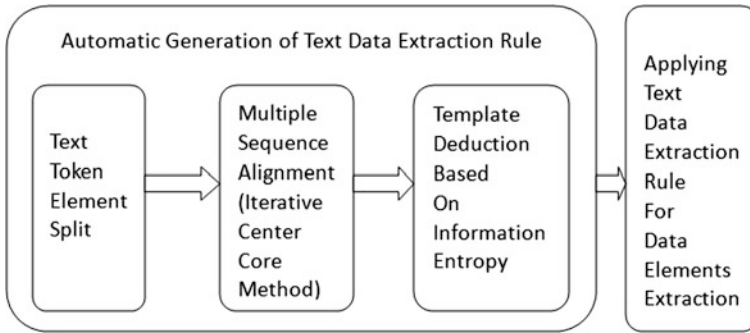 Automatic Generation of Text Data Extraction Rule
Text
Token
Element
Split
Multiple
Sequence
Alignment
(Iterative
Center
Core
Method)
Template
Deduction
Based
On
Information
Entropy
Applying
Text
Data
Extraction
Rule
For
Data
Elements
Extraction